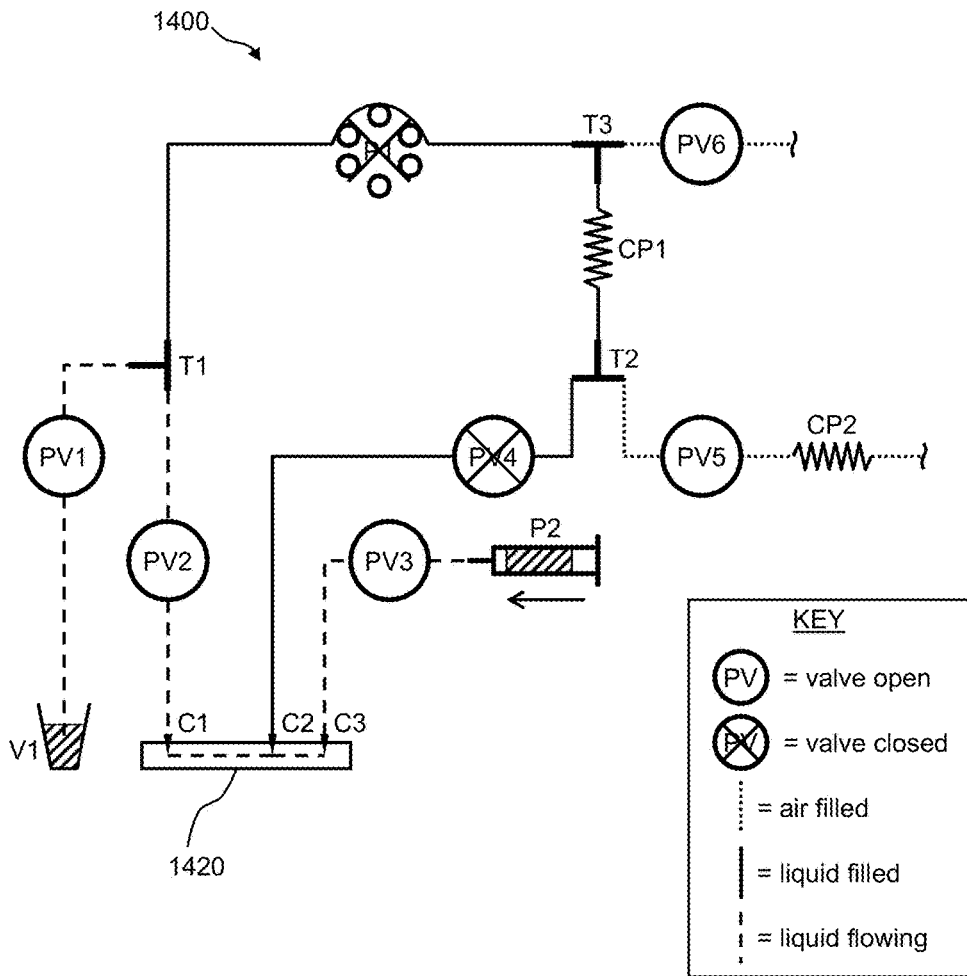 1400
T3
PV6
P1
CP1
T1
T2
PV1
PV4
PV5
CP2
PV2
PV3
P2
C1
C2
C3
V1
1420
KEY
PV = valve open
PV = valve closed
= air filled
= liquid filled
= liquid flowing